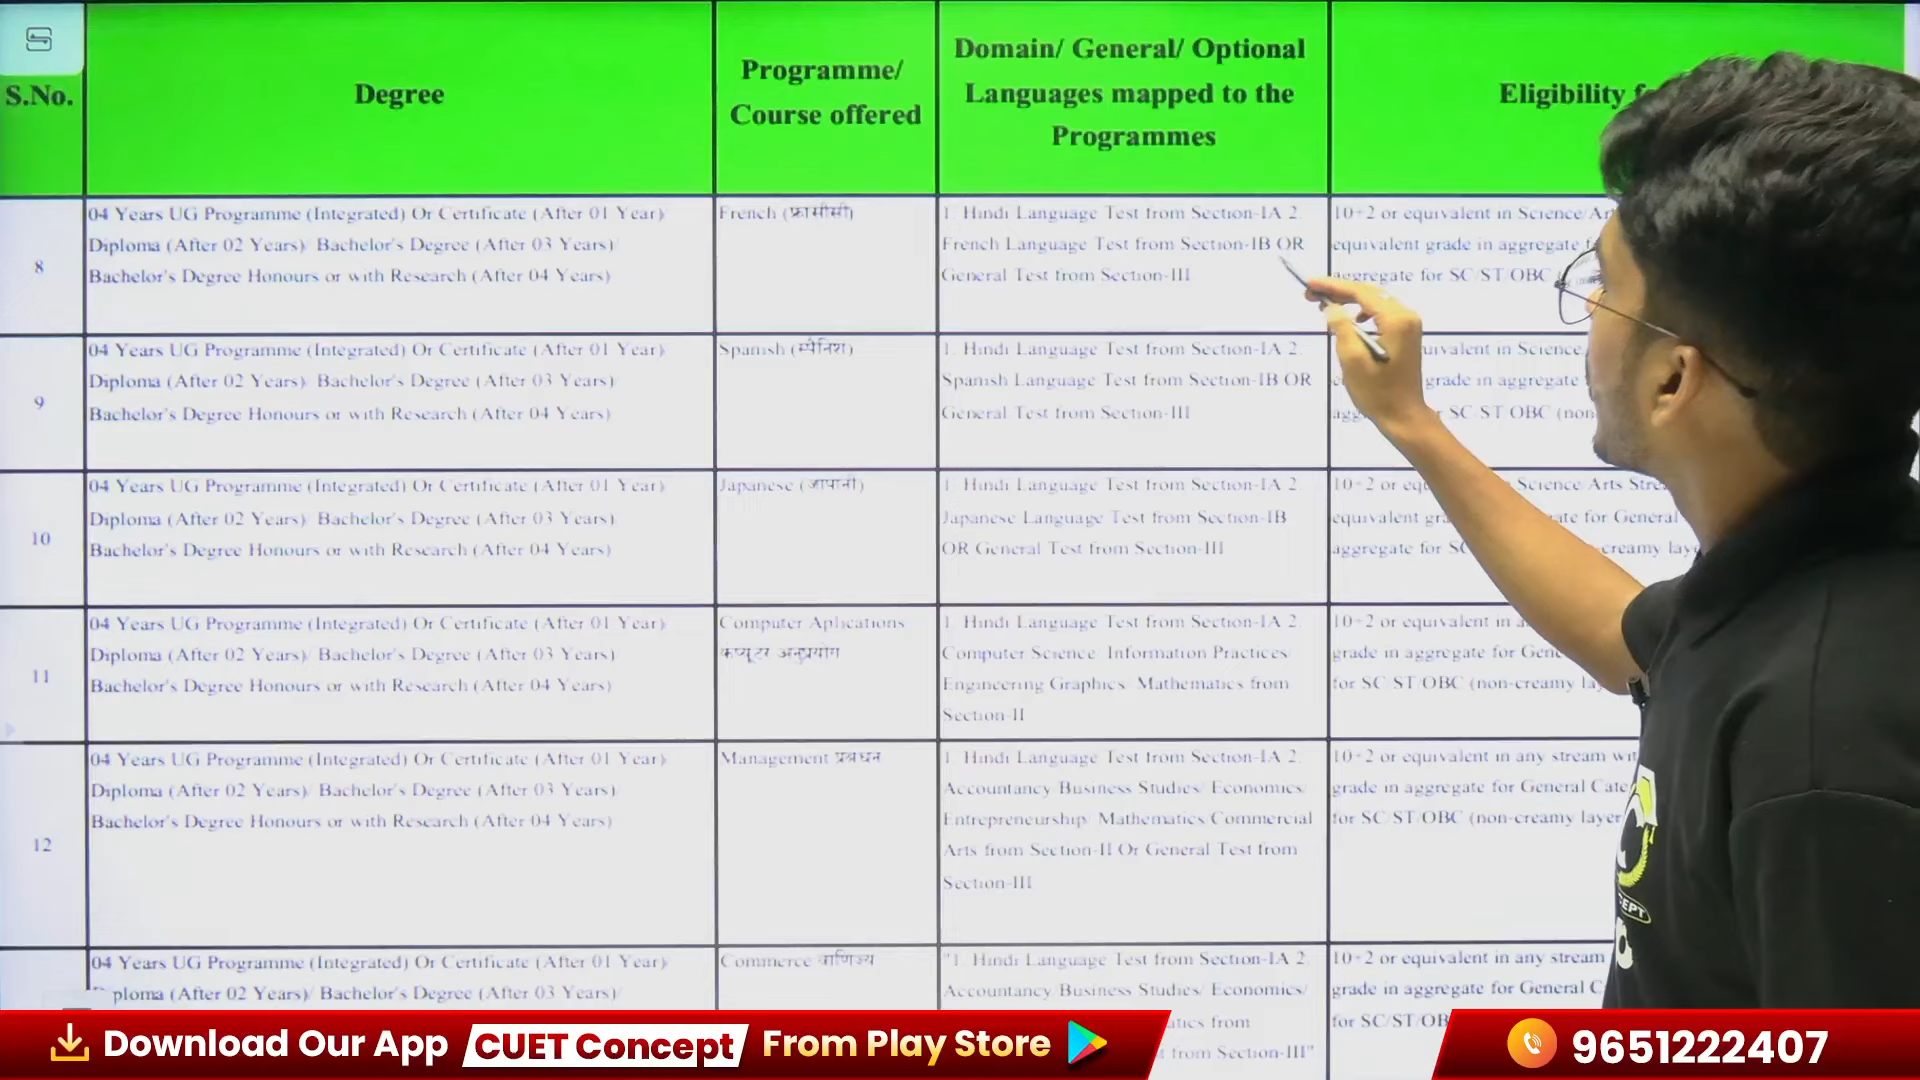 S.No.
Degree
Programme/
Course offered
Domain/ General/ Optional
Languages mapped to the
Programmes
Eligibility
8
04 Years UG Programme (Integrated) Or Certificate (After 01 Year)/
Diploma (After 02 Years)/ Bachelor's Degree (After 03 Years)/
Bachelor's Degree Honours or with Research (After 04 Years)
French (फ्रासीसी)
1. Hindi Language Test from Section-IA 2.
French Language Test from Section-IB OR
General Test from Section-III
10+2 or equivalent in Science/
equivalent grade in aggregate
aggregate for SC/ST/OBC
9
04 Years UG Programme (Integrated) Or Certificate (After 01 Year)/
Diploma (After 02 Years)/ Bachelor's Degree (After 03 Years)/
Bachelor's Degree Honours or with Research (After 04 Years)
Spanish (स्पैनिश)
1. Hindi Language Test from Section-IA 2.
Spanish Language Test from Section-IB OR
General Test from Section-III
in Science
grade in aggregate
SC/ST/OBC
10
04 Years UG Programme (Integrated) Or Certificate (After 01 Year)/
Diploma (After 02 Years)/ Bachelor's Degree (After 03 Years)/
Bachelor's Degree Honours or with Research (After 04 Years)
Japanese (जापानी)
1. Hindi Language Test from Section-IA 2.
Japanese Language Test from Section-IB
OR General Test from Section-III
10+2 or Science/Arts
equivalent for General
aggregate for
11
04 Years UG Programme (Integrated) Or Certificate (After 01 Year)/
Diploma (After 02 Years)/ Bachelor's Degree (After 03 Years)/
Bachelor's Degree Honours or with Research (After 04 Years)
Computer Aplications
कप्यूटर अनुप्रयोग
1. Hindi Language Test from Section-IA 2.
Computer Science/ Information Practices/
Engineering Graphics/ Mathematics from
Section-II
10+2 or equivalent in
grade in aggregate for
for SC/ST/OBC (non-creamy
12
04 Years UG Programme (Integrated) Or Certificate (After 01 Year)/
Diploma (After 02 Years)/ Bachelor's Degree (After 03 Years)/
Bachelor's Degree Honours or with Research (After 04 Years)
Management प्रबंधन
1. Hindi Language Test from Section-IA 2.
Accountancy/Business Studies/ Economics/
Entrepreneurship/ Mathematics/Commercial
Arts from Section-II Or General Test from
Section-III
10+2 or equivalent in any stream
grade in aggregate for General
for SC/ST/OBC (non-creamy layer
04 Years UG Programme (Integrated) Or Certificate (After 01 Year)/
ploma (After 02 Years)/ Bachelor's Degree (After 03 Years)/
Commerce वाणिज्य
"1. Hindi Language Test from Section-IA 2.
Accountancy/Business Studies/ Economics/
from
from Section-III"
10+2 or equivalent in any stream
grade in aggregate for General
for SC/ST/
Download Our App CUET Concept From Play Store
9651222407